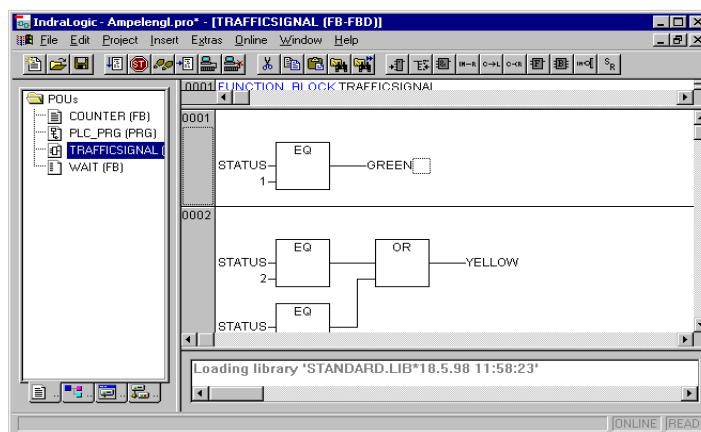 IndraLogic - Ampelengl.pro* - [TRAFFICSIGNAL (FB-FBD)]
File Edit Project Insert Extras Online Window Help
POUs
COUNTER (FB)
PLC_PRG (PRG)
TRAFFICSIGNAL (
WAIT (FB)
0001 FUNCTION_BLOCK TRAFFICSIGNAL
0001
EQ
STATUS GREEN
1
0002
EQ OR
STATUS YELLOW
2
EQ
STATUS
Loading library 'STANDARD.LIB*18.5.98 11:58:23'
ONLINE READ